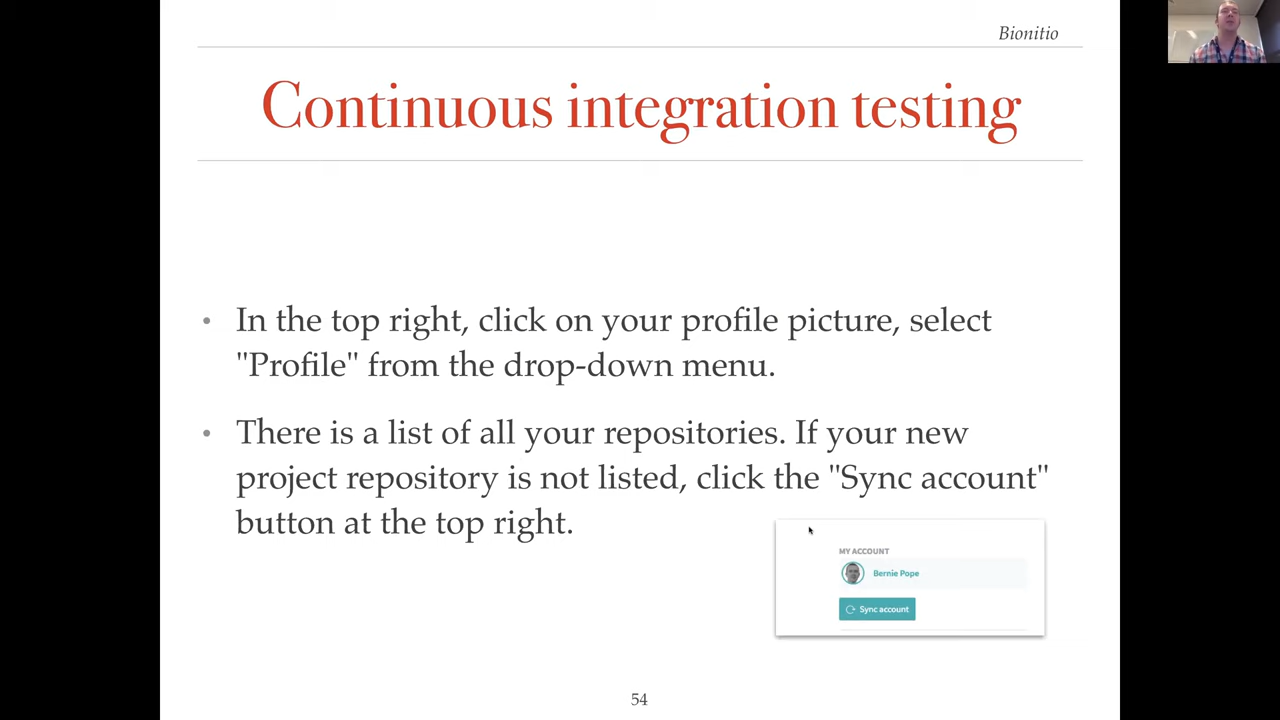 Bionitio
Continuous integration testing
• In the top right, click on your profile picture, select
"Profile" from the drop-down menu.
• There is a list of all your repositories. If your new
project repository is not listed, click the "Sync account"
button at the top right.
MY ACCOUNT
Bernie Pope
Sync account
54